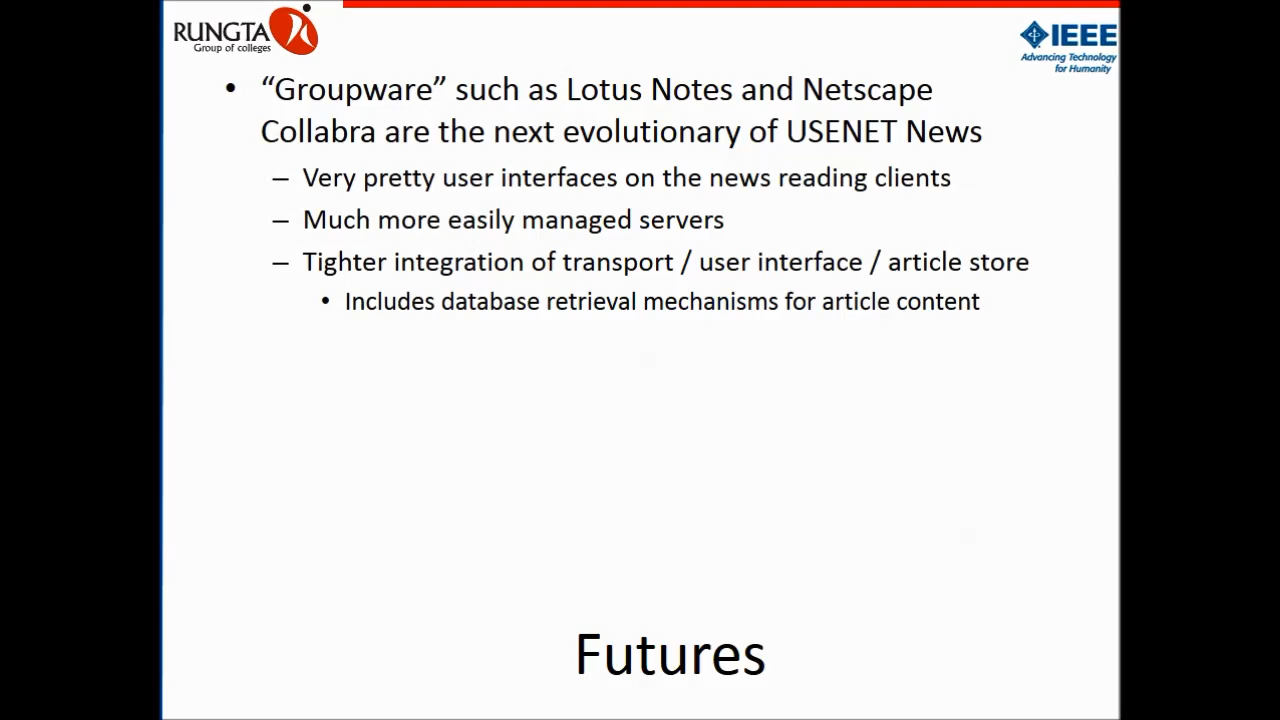 RUNGTA
Group of colleges
IEEE
Advancing Technology
for Humanity
• “Groupware” such as Lotus Notes and Netscape
Collabra are the next evolutionary of USENET News
– Very pretty user interfaces on the news reading clients
– Much more easily managed servers
– Tighter integration of transport / user interface / article store
• Includes database retrieval mechanisms for article content
Futures